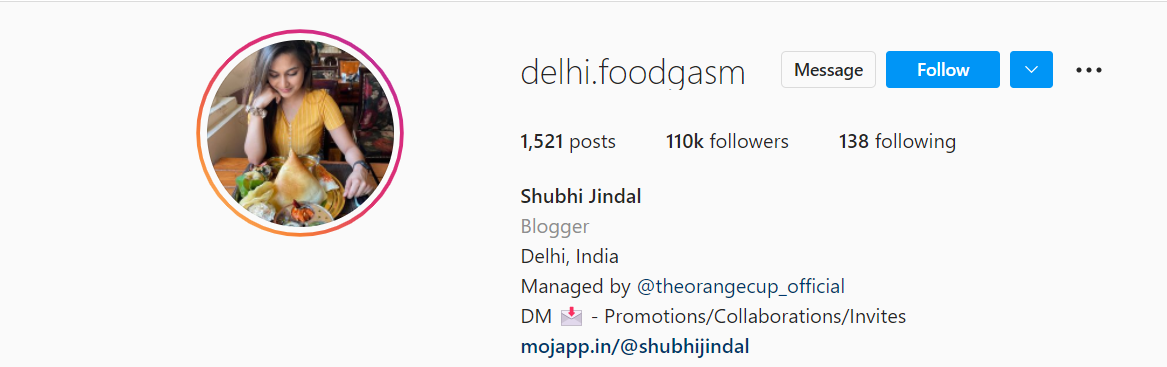 delhi.foodgasm Message Follow
1,521 posts 110k followers 138 following
Shubhi Jindal
Blogger
Delhi, India
Managed by @theorangecup_official
DM 📩 - Promotions/Collaborations/Invites
mojapp.in/@shubhijindal